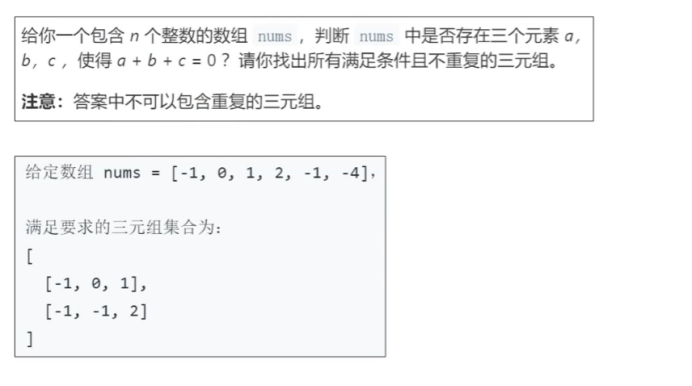 给你一个包含 n 个整数的数组 nums ，判断 nums 中是否存在三个元素 a,
b, c ，使得 a + b + c = 0？请你找出所有满足条件且不重复的三元组。
注意：答案中不可以包含重复的三元组。
给定数组 nums = [-1, 0, 1, 2, -1, -4]，
满足要求的三元组集合为：
[
[-1, 0, 1],
[-1, -1, 2]
]